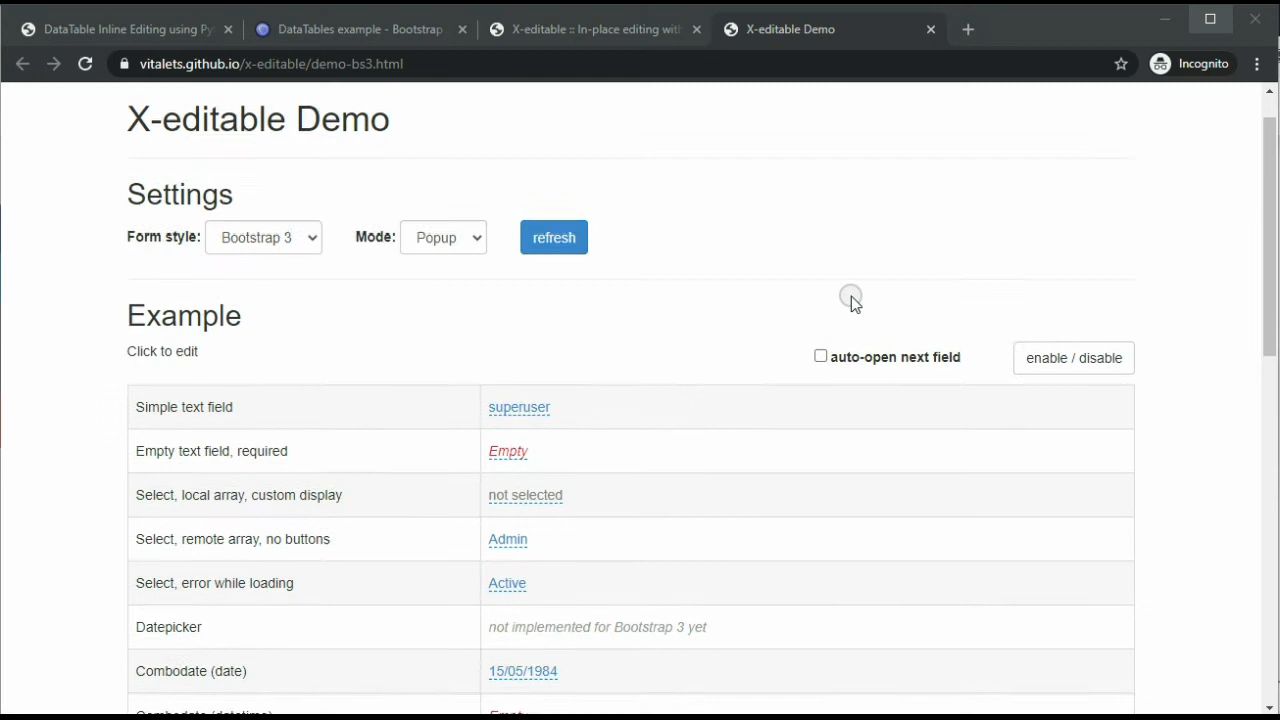 DataTable Inline Editing using Py
DataTables example - Bootstrap
X-editable :: In-place editing with
X-editable Demo
vitalets.github.io/x-editable/demo-bs3.html
Incognito
X-editable Demo
Settings
Form style: Bootstrap 3 Mode: Popup refresh
Example
Click to edit
auto-open next field enable / disable
Simple text field superuser
Empty text field, required Empty
Select, local array, custom display not selected
Select, remote array, no buttons Admin
Select, error while loading Active
Datepicker not implemented for Bootstrap 3 yet
Combodate (date) 15/05/1984
Combodate (datetime) Empty